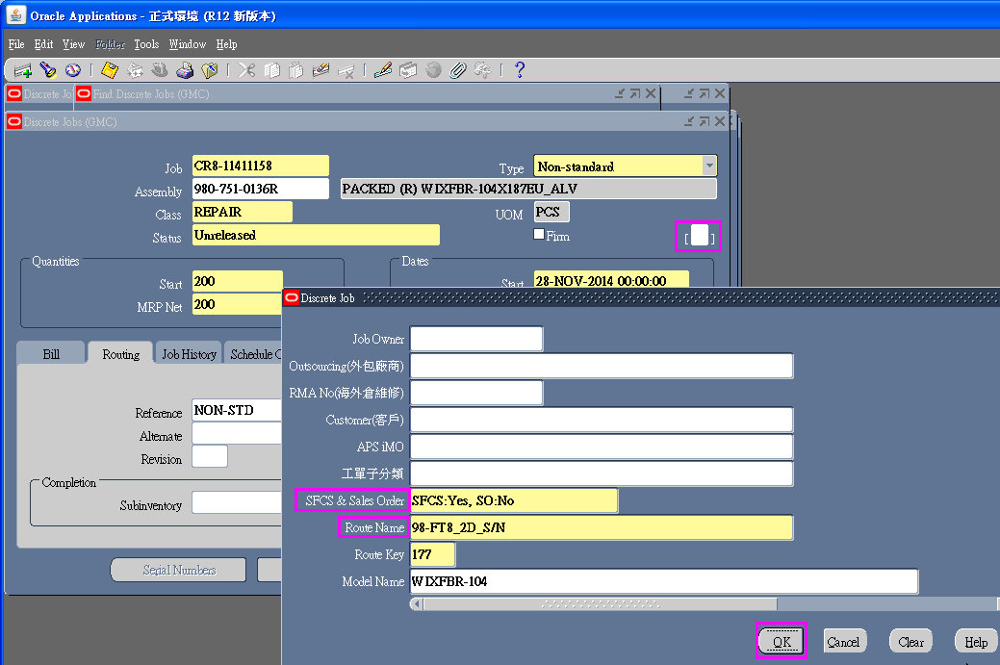 Oracle Applications - 正式環境 (R12 新版本)
File Edit View Folder Tools Window Help
Discrete Jo Find Discrete Jobs (GMC)
Discrete Jobs (GMC)
Job CR8-11411158 Type Non-standard
Assembly 980-751-0136R PACKED (R) WIXFBR-104X187EU_ALV
Class REPAIR UOM PCS
Status Unreleased Firm [ ]
Quantities Dates
Start 200 Start 28-NOV-2014 00:00:00
MRP Net 200
Discrete Job
Bill Routing Job History Schedule
Reference NON-STD
Alternate
Revision
Completion
Subinventory
Serial Numbers
Job Owner
Outsourcing(外包廠商)
RMA No(海外倉維修)
Customer(客戶)
APS iMO
工單子分類
SFCS & Sales Order SFCS:Yes, SO:No
Route Name 98-FT8_2D_S/N
Route Key 177
Model Name WIXFBR-104
OK Cancel Clear Help